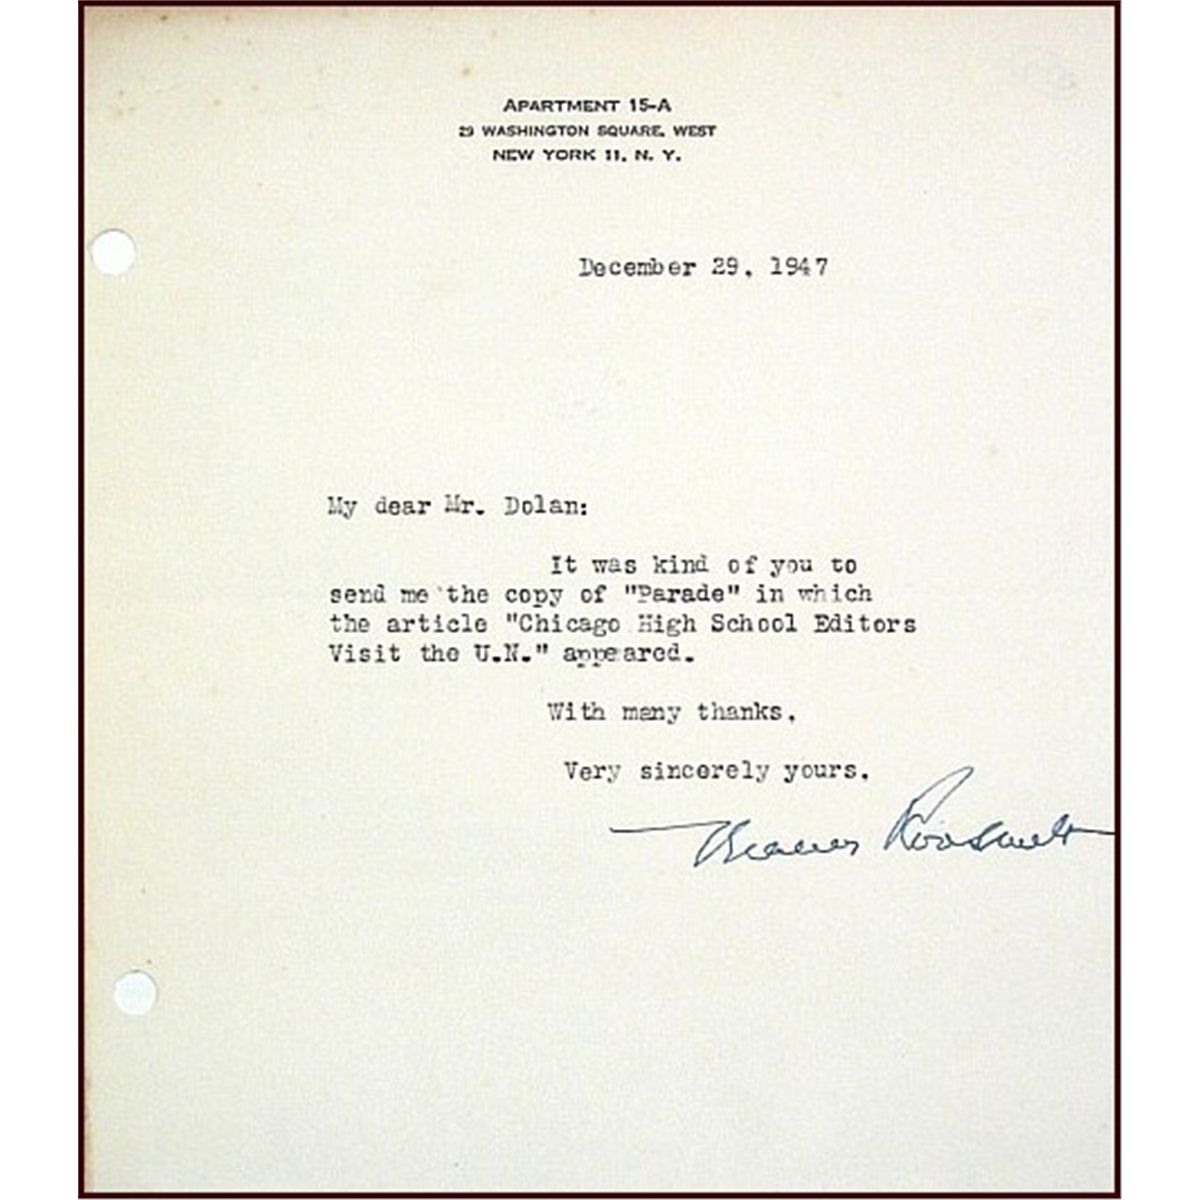 APARTMENT 15-A
29 WASHINGTON SQUARE, WEST
NEW YORK 11, N. Y.
December 29, 1947
My dear Mr. Dolan:
It was kind of you to
send me the copy of "Parade" in which
the article "Chicago High School Editors
Visit the U.N." appeared.
With many thanks,
Very sincerely yours,
Eleanor Roosevelt